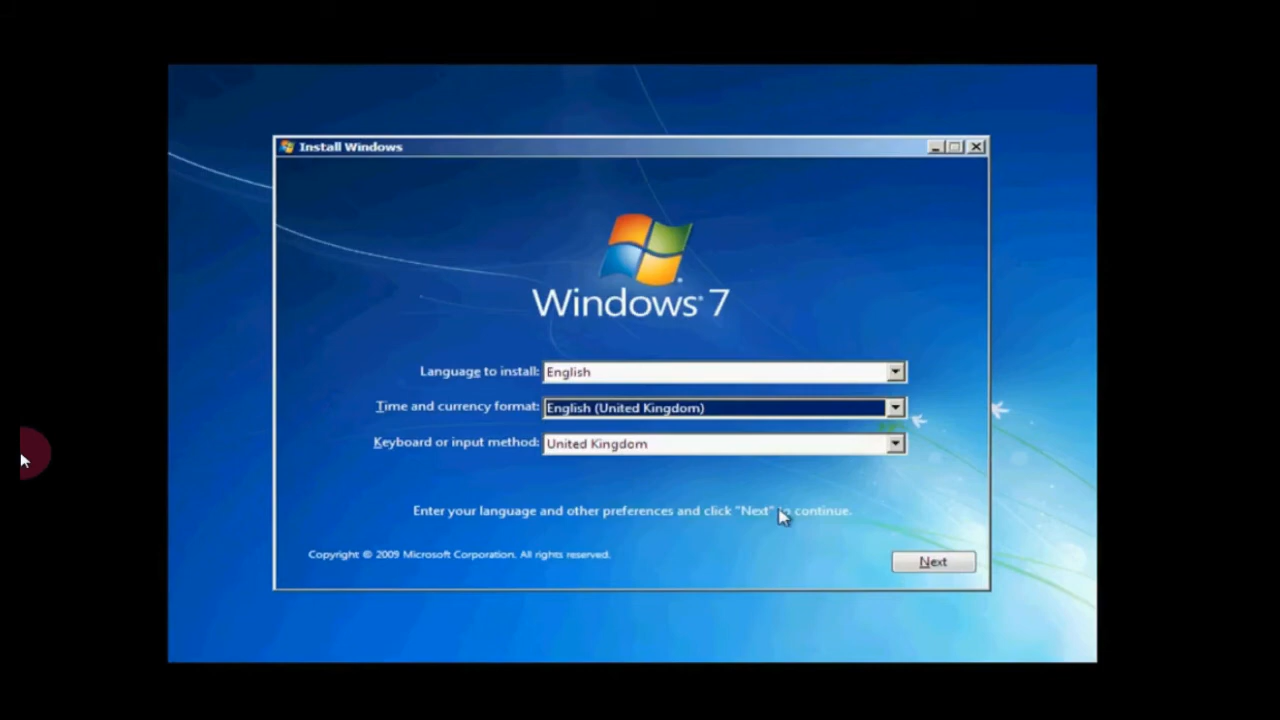 Install Windows
Windows® 7
Language to install: English
Time and currency format: English (United Kingdom)
Keyboard or input method: United Kingdom
Enter your language and other preferences and click "Next" to continue.
Copyright © 2009 Microsoft Corporation. All rights reserved.
Next